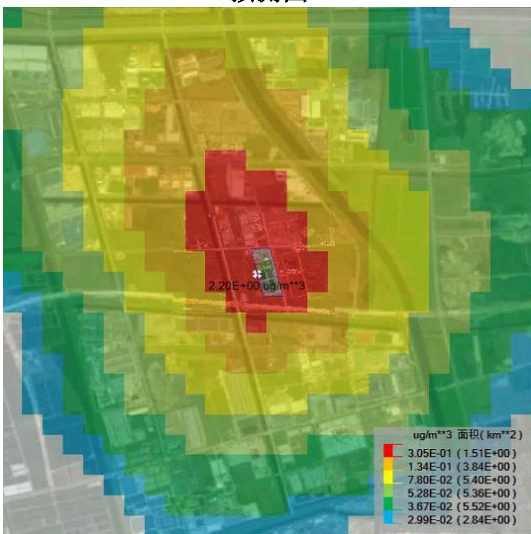 2.20E+00 ug/m**3
ug/m**3 面积(km**2)
3.05E-01 (1.51E+00)
1.34E-01 (3.84E+00)
7.80E-02 (5.40E+00)
5.28E-02 (5.36E+00)
3.67E-02 (5.52E+00)
2.99E-02 (2.84E+00)